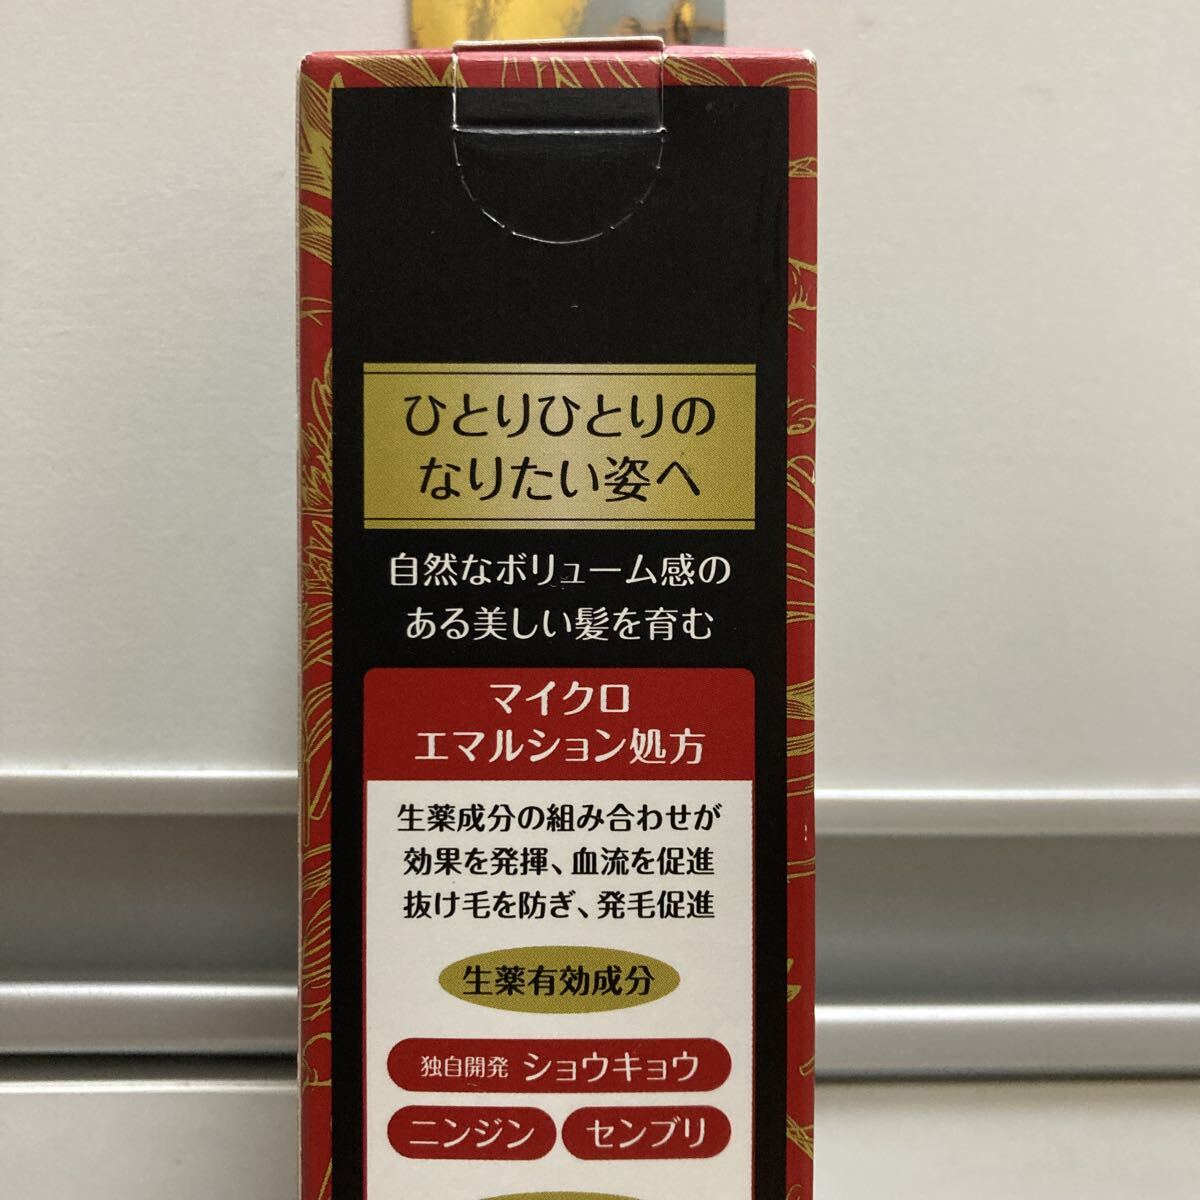 ひとりひとりの
なりたい姿へ
自然なボリューム感の
ある美しい髪を育む
マイクロ
エマルション処方
生薬成分の組み合わせが
効果を発揮、血流を促進
抜け毛を防ぎ、発毛促進
生薬有効成分
独自開発 ショウキョウ
ニンジン センブリ